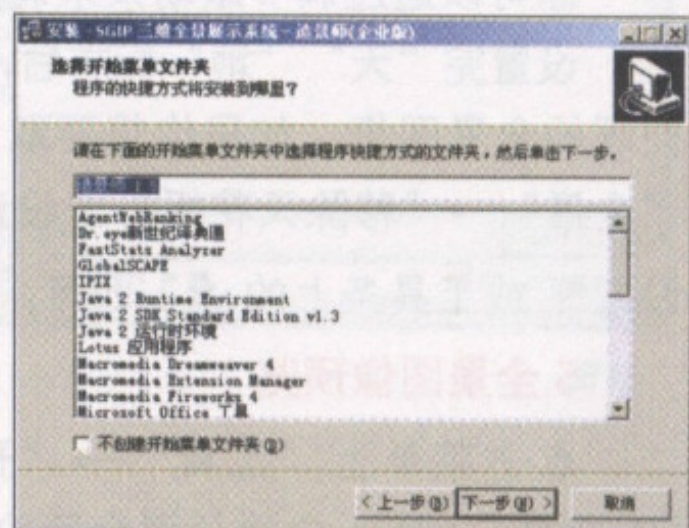 安装 - SGIP 三维全景展示系统 - 造景师(企业版)
选择开始菜单文件夹
程序的快捷方式将安装到哪里?
请在下面的开始菜单文件夹中选择程序快捷方式的文件夹，然后单击下一步。
AgentWebRanking
Dr. eye新世纪译典通
FastStats Analyzer
GlobalSCAPE
IPIX
Java 2 Runtime Environment
Java 2 SDK Standard Edition v1.3
Java 2 运行时环境
Lotus 应用程序
Macromedia Dreamweaver 4
Macromedia Extension Manager
Macromedia Fireworks 4
Microsoft Office 工具
不创建开始菜单文件夹(D)
< 上一步(B) 下一步(N) > 取消